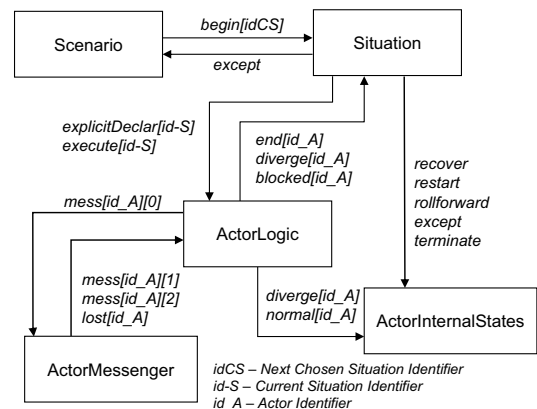 begin[idCS]
Scenario
Situation
except
explicitDeclar[id-S]
execute[id-S]
end[id_A]
diverge[id_A]
blocked[id_A]
recover
restart
rollforward
except
terminate
mess[id_A][0]
ActorLogic
mess[id_A][1]
mess[id_A][2]
lost[id_A]
diverge[id_A]
normal[id_A]
ActorInternalStates
ActorMessenger
idCS – Next Chosen Situation Identifier
id-S – Current Situation Identifier
id_A – Actor Identifier